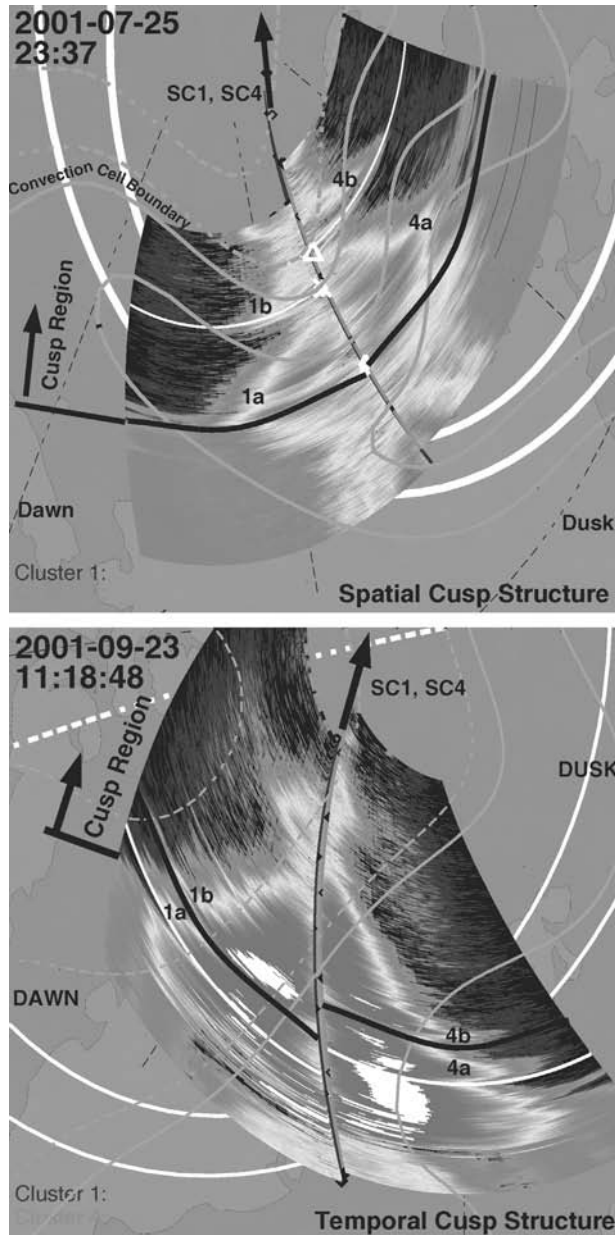 2001-07-25
23:37
SC1, SC4
Convection Cell Boundary
4b
4a
1b
1a
Cusp Region
Dawn
Dusk
Cluster 1:
Spatial Cusp Structure
2001-09-23
11:18:48
SC1, SC4
Cusp Region
DUSK
1b
1a
DAWN
4b
4a
Cluster 1:
Cluster 4:
Temporal Cusp Structure